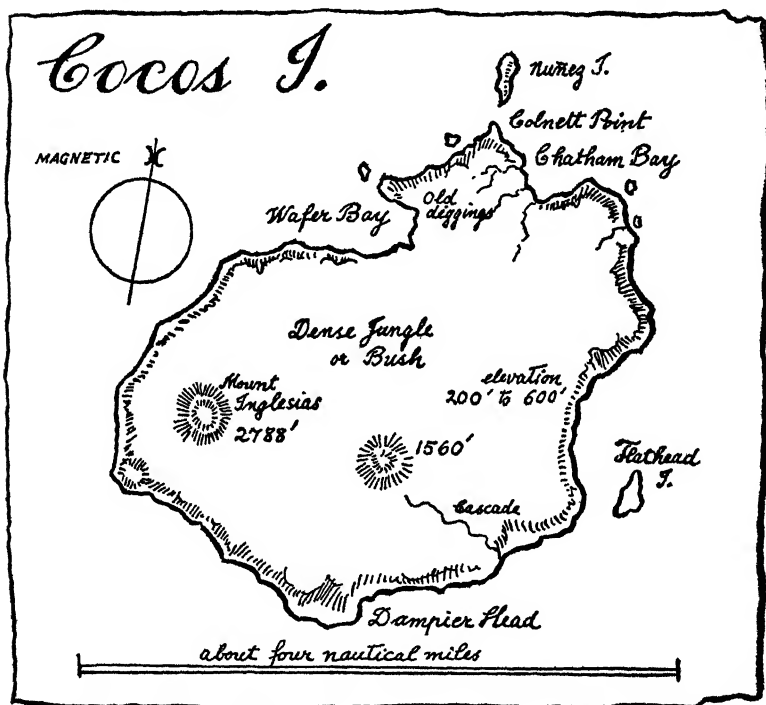 Cocos I.
Nuñez I.
Colnett Point
MAGNETIC
Chatham Bay
Old
diggings
Wafer Bay
Dense Jungle
or Bush
Mount
Inglesias
2788'
elevation
200' to 600'
1560'
Flathead
I.
Cascade
Dampier Head
about four nautical miles